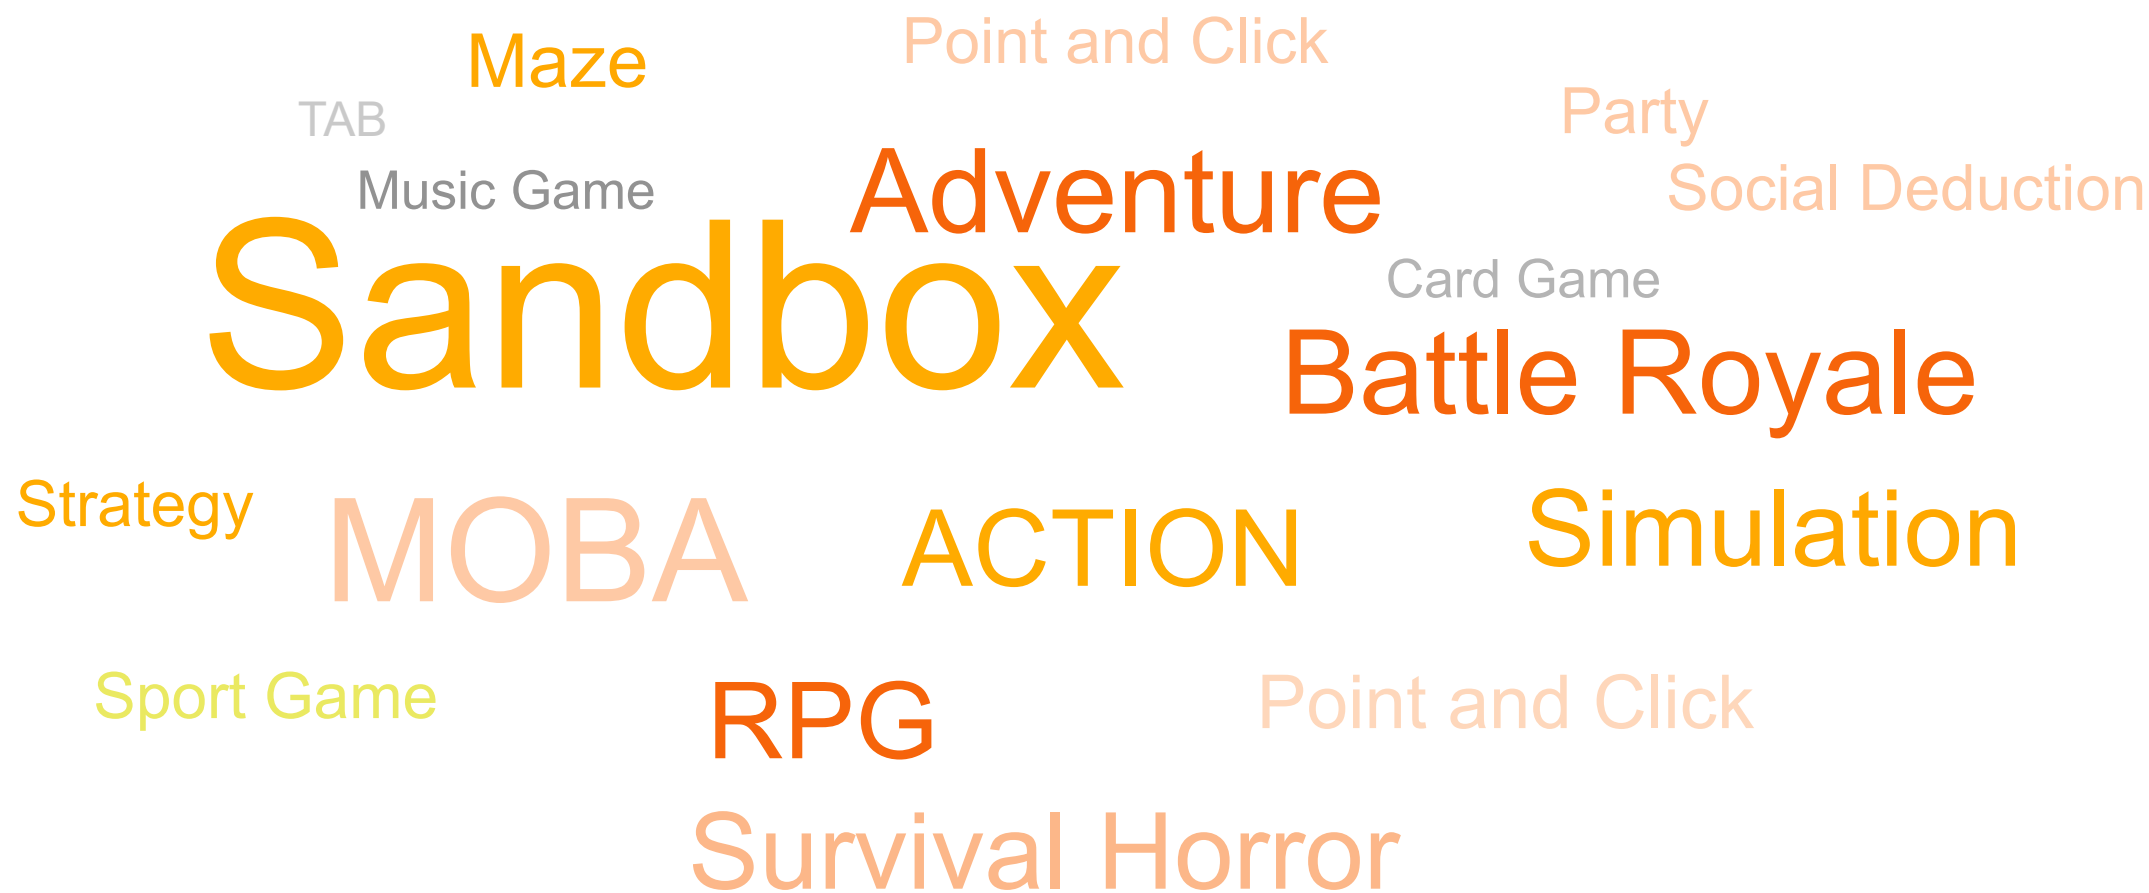 Point and Click
Maze
Party
TAB
Music Game
Adventure
Social Deduction
Sandbox
Card Game
Battle Royale
Strategy
MOBA
ACTION
Simulation
Sport Game
RPG
Point and Click
Survival Horror